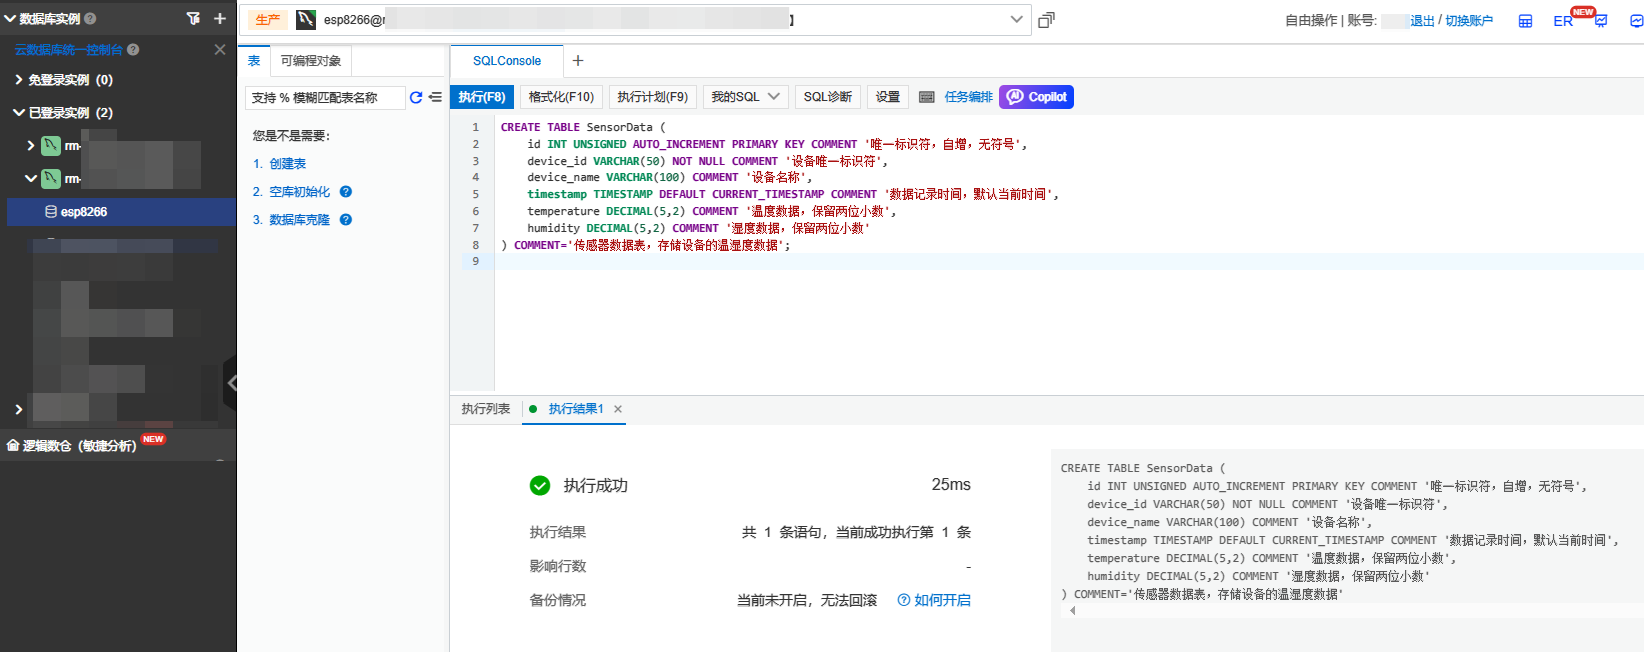 数据库实例
云数据库统一控制台
免登录实例 (0)
已登录实例 (2)
rm-
rm-
esp8266
逻辑数仓 (敏捷分析) NEW
生产 esp8266@r 】
自由操作 | 账号: 退出 / 切换账户 ER NEW
表 可编程对象
支持 % 模糊匹配表名称
您是不是需要:
1. 创建表
2. 空库初始化
3. 数据库克隆
SQLConsole +
执行(F8) 格式化(F10) 执行计划(F9) 我的SQL SQL诊断 设置 任务编排 Copilot
1 CREATE TABLE SensorData (
2 id INT UNSIGNED AUTO_INCREMENT PRIMARY KEY COMMENT '唯一标识符，自增，无符号',
3 device_id VARCHAR(50) NOT NULL COMMENT '设备唯一标识符',
4 device_name VARCHAR(100) COMMENT '设备名称',
5 timestamp TIMESTAMP DEFAULT CURRENT_TIMESTAMP COMMENT '数据记录时间，默认当前时间',
6 temperature DECIMAL(5,2) COMMENT '温度数据，保留两位小数',
7 humidity DECIMAL(5,2) COMMENT '湿度数据，保留两位小数'
8 ) COMMENT='传感器数据表，存储设备的温湿度数据';
9
执行列表 执行结果1
执行成功 25ms
执行结果 共 1 条语句，当前成功执行第 1 条
影响行数 -
备份情况 当前未开启，无法回滚 如何开启
CREATE TABLE SensorData (
id INT UNSIGNED AUTO_INCREMENT PRIMARY KEY COMMENT '唯一标识符，自增，无符号',
device_id VARCHAR(50) NOT NULL COMMENT '设备唯一标识符',
device_name VARCHAR(100) COMMENT '设备名称',
timestamp TIMESTAMP DEFAULT CURRENT_TIMESTAMP COMMENT '数据记录时间，默认当前时间',
temperature DECIMAL(5,2) COMMENT '温度数据，保留两位小数',
humidity DECIMAL(5,2) COMMENT '湿度数据，保留两位小数'
) COMMENT='传感器数据表，存储设备的温湿度数据'